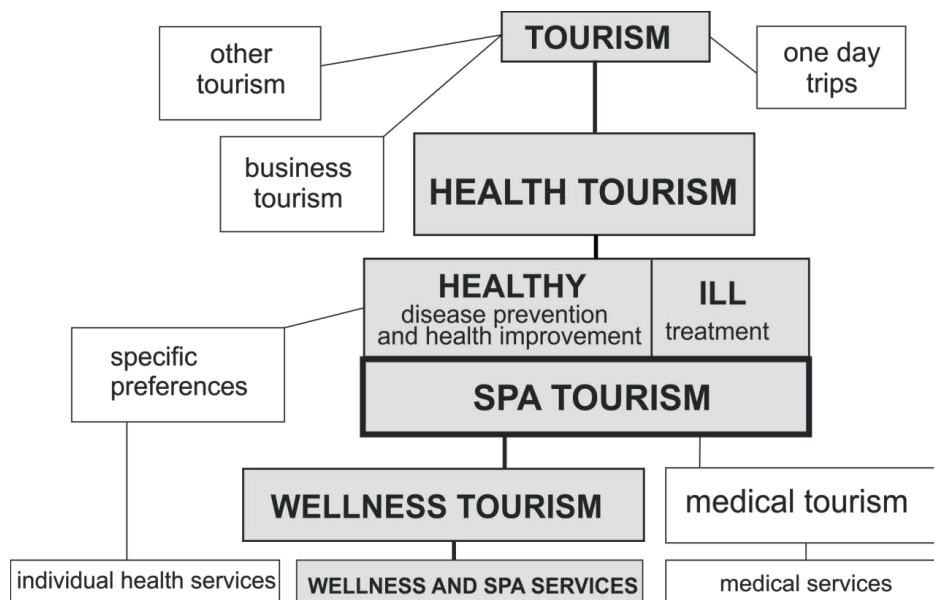 TOURISM
other
tourism
one day
trips
business
tourism
HEALTH TOURISM
HEALTHY
disease prevention
and health improvement
ILL
treatment
specific
preferences
SPA TOURISM
WELLNESS TOURISM
medical tourism
individual health services
WELLNESS AND SPA SERVICES
medical services